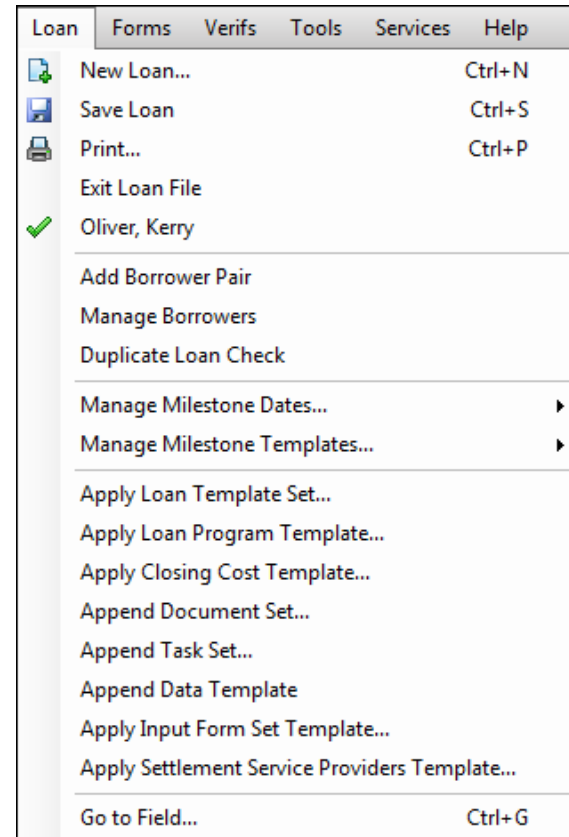 Loan Forms Verifs Tools Services Help
New Loan... Ctrl+N
Save Loan Ctrl+S
Print... Ctrl+P
Exit Loan File
Oliver, Kerry
Add Borrower Pair
Manage Borrowers
Duplicate Loan Check
Manage Milestone Dates...
Manage Milestone Templates...
Apply Loan Template Set...
Apply Loan Program Template...
Apply Closing Cost Template...
Append Document Set...
Append Task Set...
Append Data Template
Apply Input Form Set Template...
Apply Settlement Service Providers Template...
Go to Field... Ctrl+G